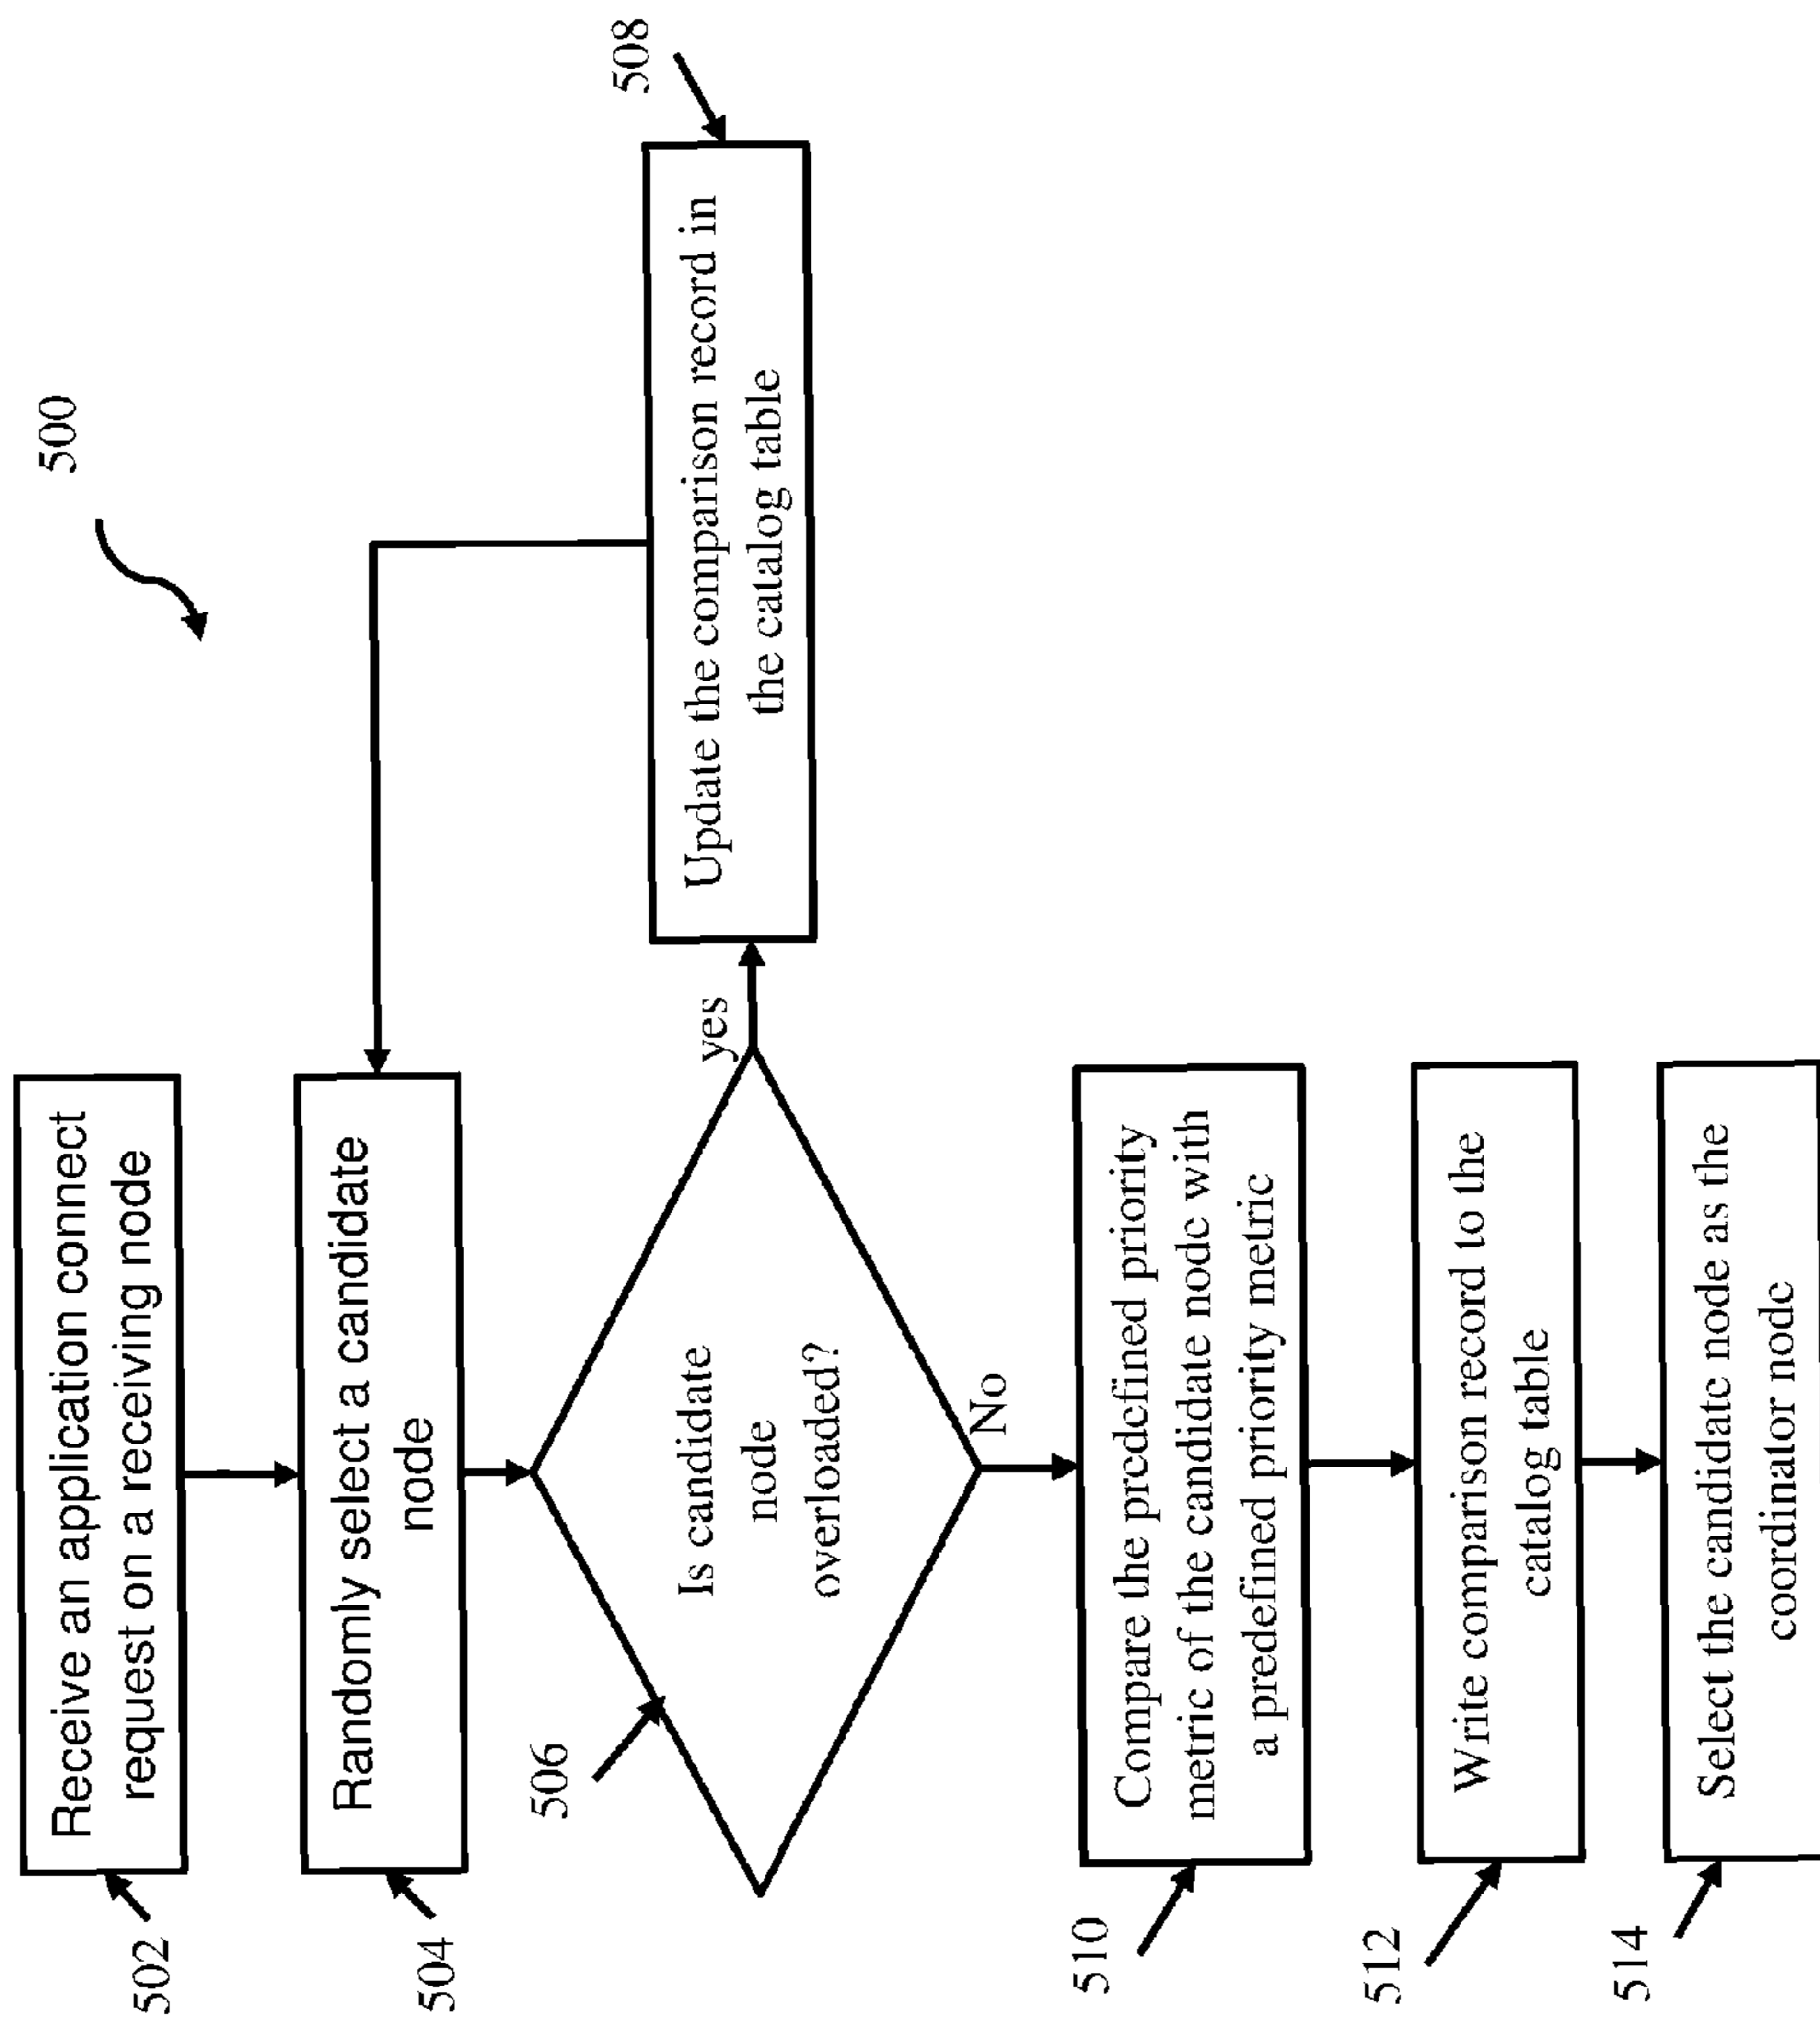 500
502
Receive an application connect
request on a receiving node
504
Randomly select a candidate
node
506
Is candidate
node
overloaded?
yes
508
Update the comparison record in
the catalog table
No
510
Compare the predefined priority
metric of the candidate node with
a predefined priority metric
512
Write comparison record to the
catalog table
514
Select the candidate node as the
coordinator node